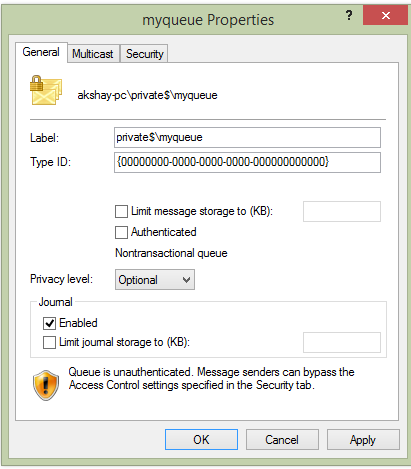 myqueue Properties
?
x
General Multicast Security
akshay-pc\private$\myqueue
Label: private$\myqueue
Type ID: {00000000-0000-0000-0000-000000000000}
Limit message storage to (KB):
Authenticated
Nontransactional queue
Privacy level: Optional
Journal
Enabled
Limit journal storage to (KB):
Queue is unauthenticated. Message senders can bypass the
Access Control settings specified in the Security tab.
OK Cancel Apply